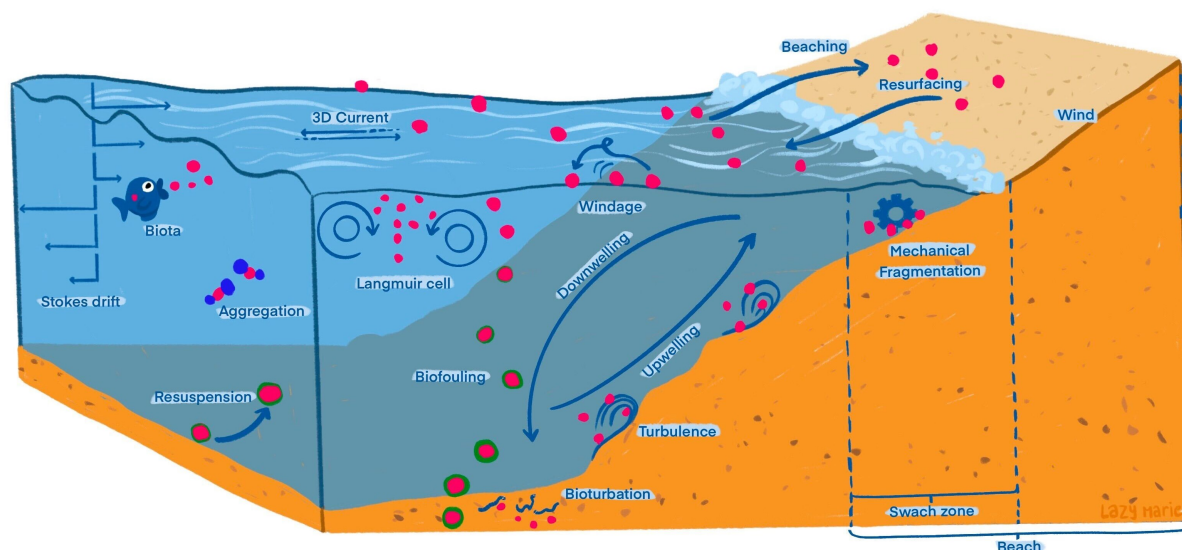 Beaching
Resurfacing
3D Current
Wind
Windage
Biota
Mechanical
Fragmentation
Downwelling
Langmuir cell
Stokes drift
Aggregation
Upwelling
Biofouling
Resuspension
Turbulence
Bioturbation
Swach zone
Lazy Marie
Beach